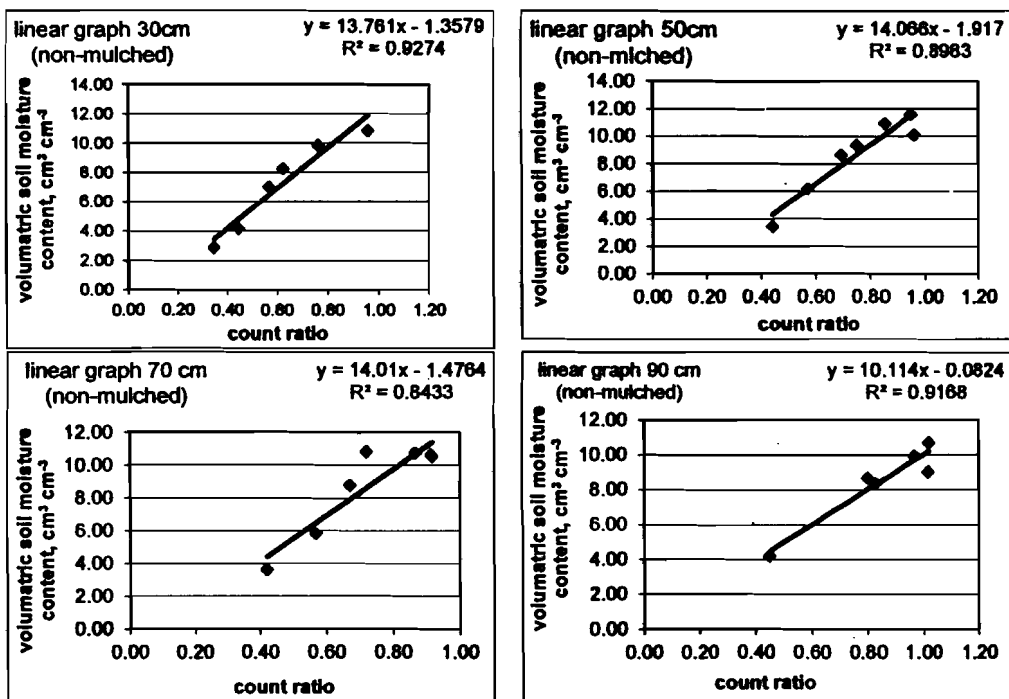 linear graph 30cm
(non-mulched)
y = 13.761x - 1.3579
R² = 0.9274
volumatric soil moisture
content, cm³ cm⁻³
14.00
12.00
10.00
8.00
6.00
4.00
2.00
0.00
0.00 0.20 0.40 0.60 0.80 1.00 1.20
count ratio
linear graph 50cm
(non-mlched)
y = 14.066x - 1.917
R² = 0.8983
volumatric soil moisture
content, cm³ cm⁻³
14.00
12.00
10.00
8.00
6.00
4.00
2.00
0.00
0.00 0.20 0.40 0.60 0.80 1.00 1.20
count ratio
linear graph 70 cm
(non-mulched)
y = 14.01x - 1.4764
R² = 0.8433
volumatric soil moisture
content, cm³ cm⁻³
12.00
10.00
8.00
6.00
4.00
2.00
0.00
0.00 0.20 0.40 0.60 0.80 1.00
count ratio
linear graph 90 cm
(non-mulched)
y = 10.114x - 0.0824
R² = 0.9168
volumatric soil moisture
content, cm³ cm⁻³
12.00
10.00
8.00
6.00
4.00
2.00
0.00
0.00 0.20 0.40 0.60 0.80 1.00 1.20
count ratio